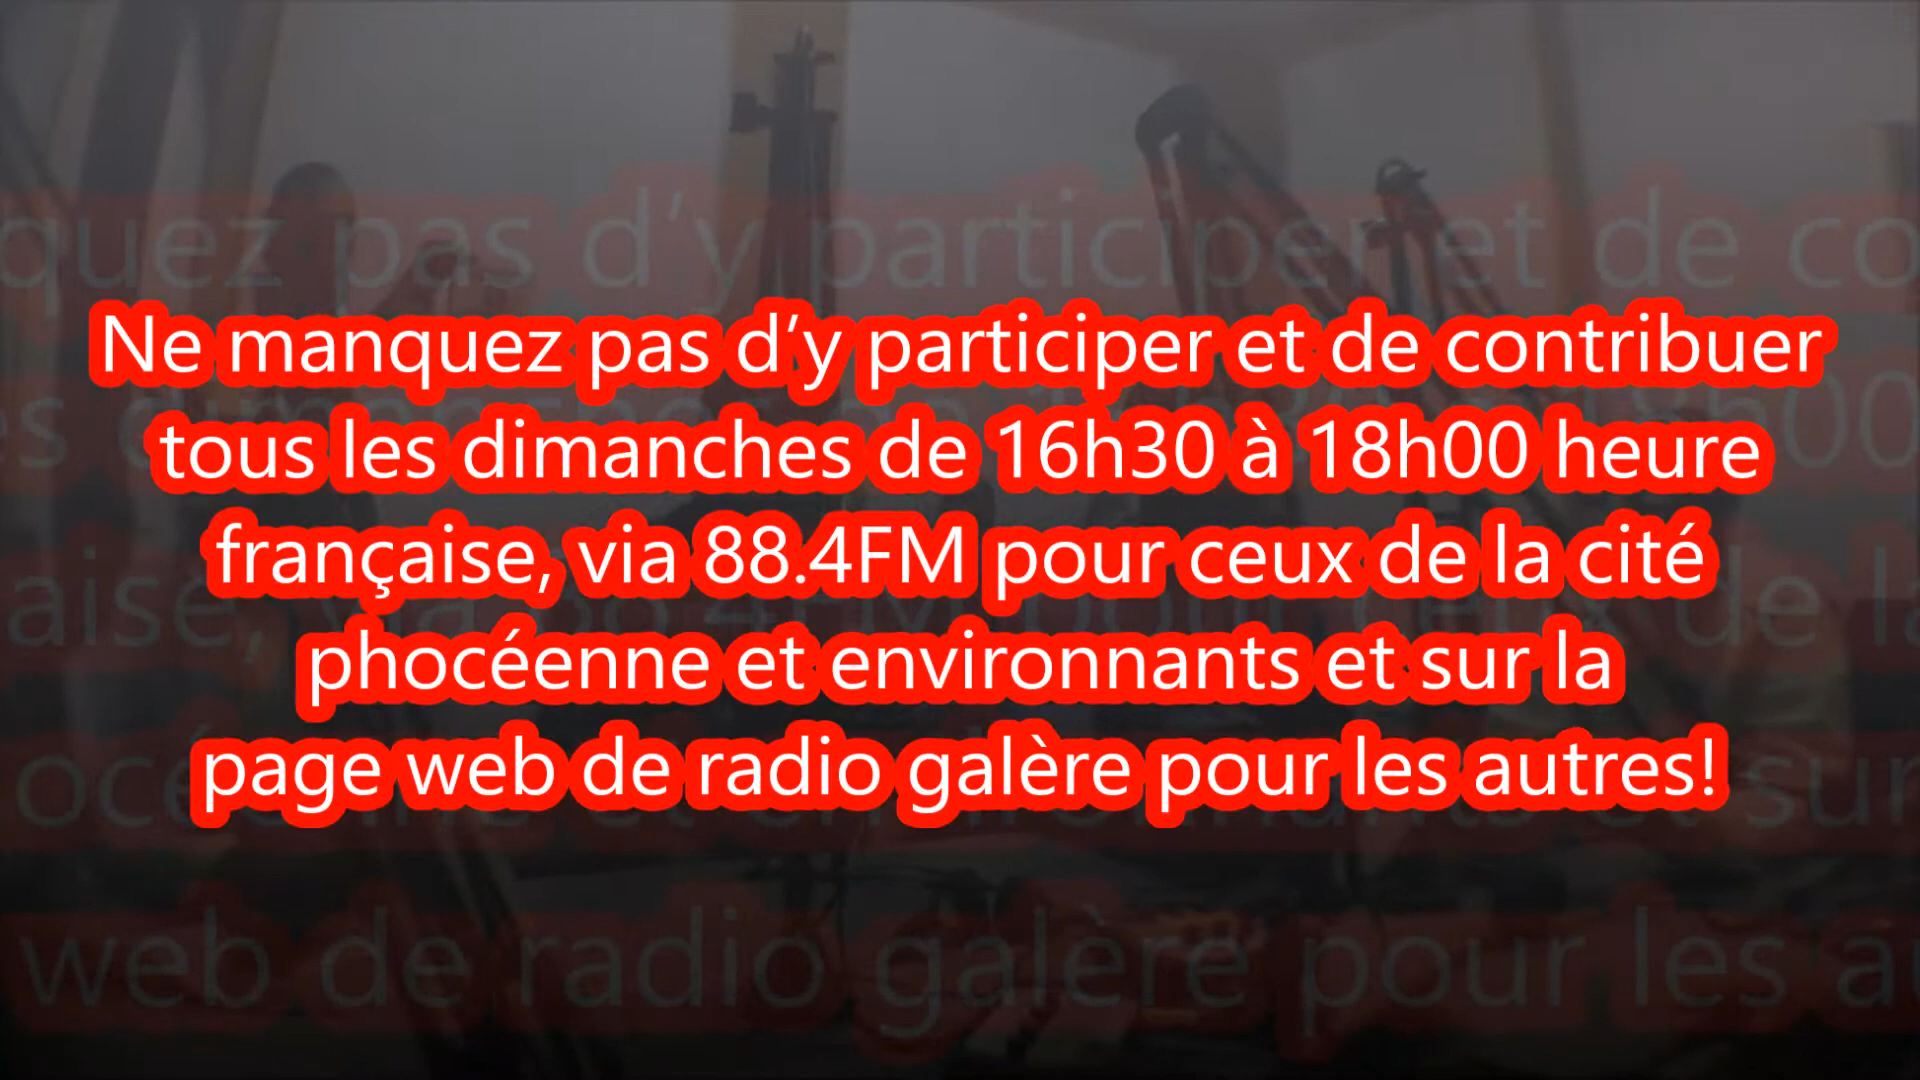 Ne manquez pas d’y participer et de contribuer
tous les dimanches de 16h30 à 18h00 heure
française, via 88.4FM pour ceux de la cité
phocéenne et environnants et sur la
page web de radio galère pour les autres!